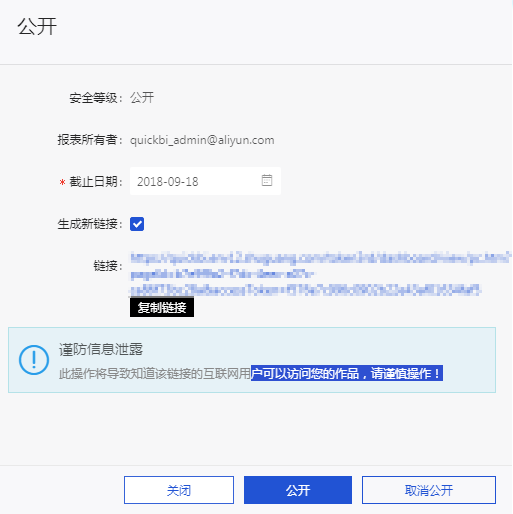 公开
安全等级： 公开
报表所有者： quickbi_admin@aliyun.com
* 截止日期： 2018-09-18
生成新链接：
链接：
复制链接
谨防信息泄露
此操作将导致知道该链接的互联网用户可以访问您的作品，请谨慎操作！
关闭 公开 取消公开